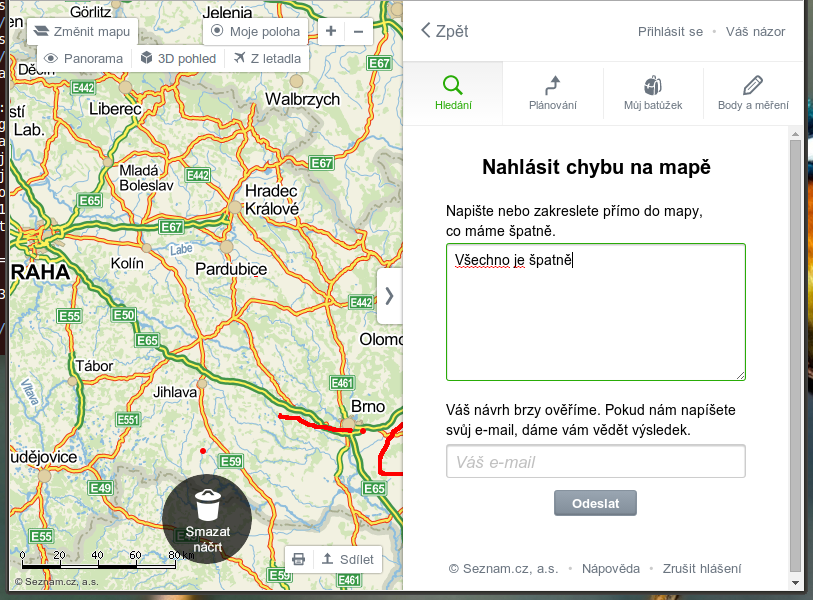 Görlitz
Jelenia
Změnit mapu
Moje poloha
+
−
Panorama
3D pohled
Z letadla
E67
E442
Walbrzych
Liberec
Lab.
Mladá
Boleslav
E442
E67
E65
Hradec
Králové
E67
Labe
RAHA
Kolín
Pardubice
E442
E55
E50
E65
Olomo
Tábor
Vltava
Jihlava
E461
Brno
E551
udějovice
E59
E49
E65
Smazat
náčrt
E55
0 20 40 60 80 km
E59
E461
Sdílet
© Seznam.cz, a.s.
Zpět
Přihlásit se • Váš názor
Hledání
Plánování
Můj batůžek
Body a měření
Nahlásit chybu na mapě
Napište nebo zakreslete přímo do mapy,
co máme špatně.
Všechno je špatně
Váš návrh brzy ověříme. Pokud nám napíšete
svůj e-mail, dáme vám vědět výsledek.
Váš e-mail
Odeslat
© Seznam.cz, a.s. • Nápověda • Zrušit hlášení